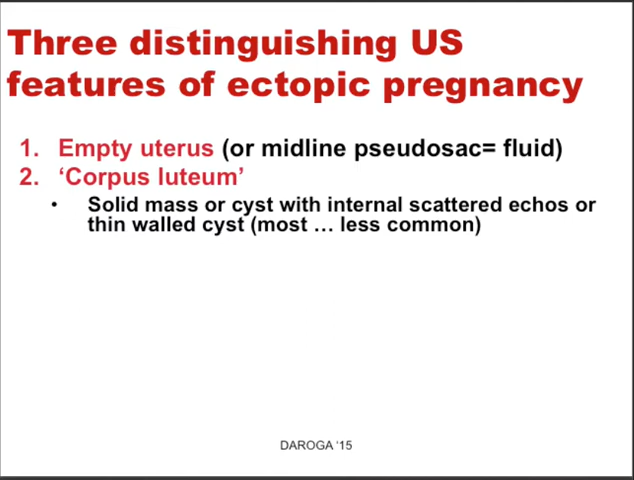 Three distinguishing US
features of ectopic pregnancy
1. Empty uterus (or midline pseudosac= fluid)
2. ‘Corpus luteum’
• Solid mass or cyst with internal scattered echos or
thin walled cyst (most ... less common)
DAROGA ‘15